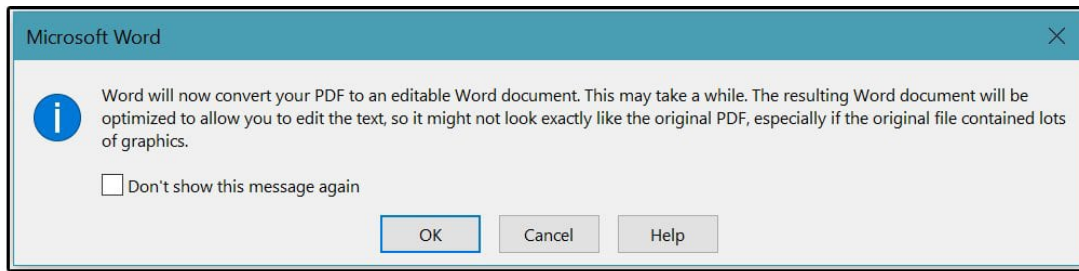 Microsoft Word
Word will now convert your PDF to an editable Word document. This may take a while. The resulting Word document will be
optimized to allow you to edit the text, so it might not look exactly like the original PDF, especially if the original file contained lots
of graphics.
Don't show this message again
OK Cancel Help